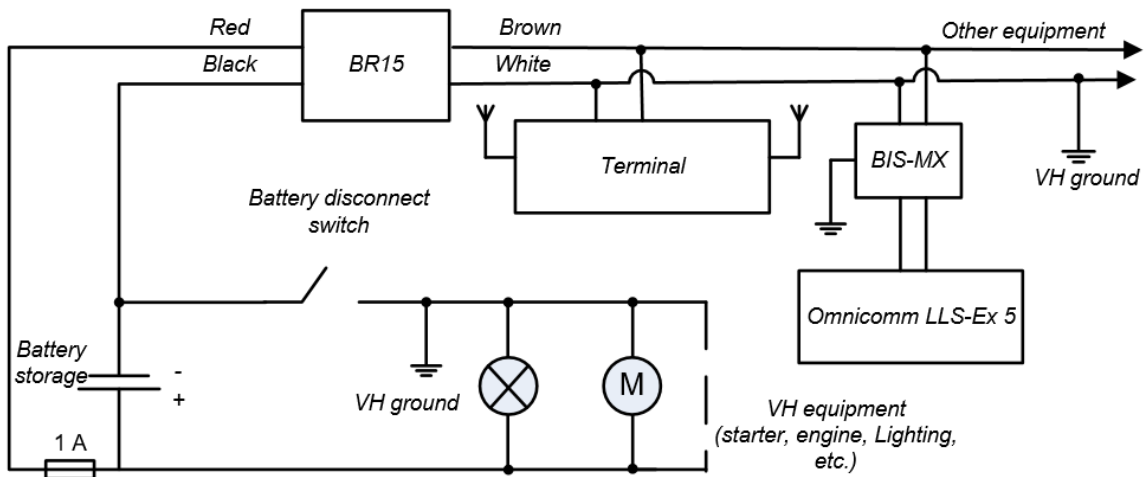 Red
Brown
Other equipment
Black
BR15
White
Terminal
BIS-MX
VH ground
Battery disconnect
switch
Omnicomm LLS-Ex 5
Battery
storage
-
+
VH ground
M
VH equipment
(starter, engine, Lighting,
etc.)
1 A